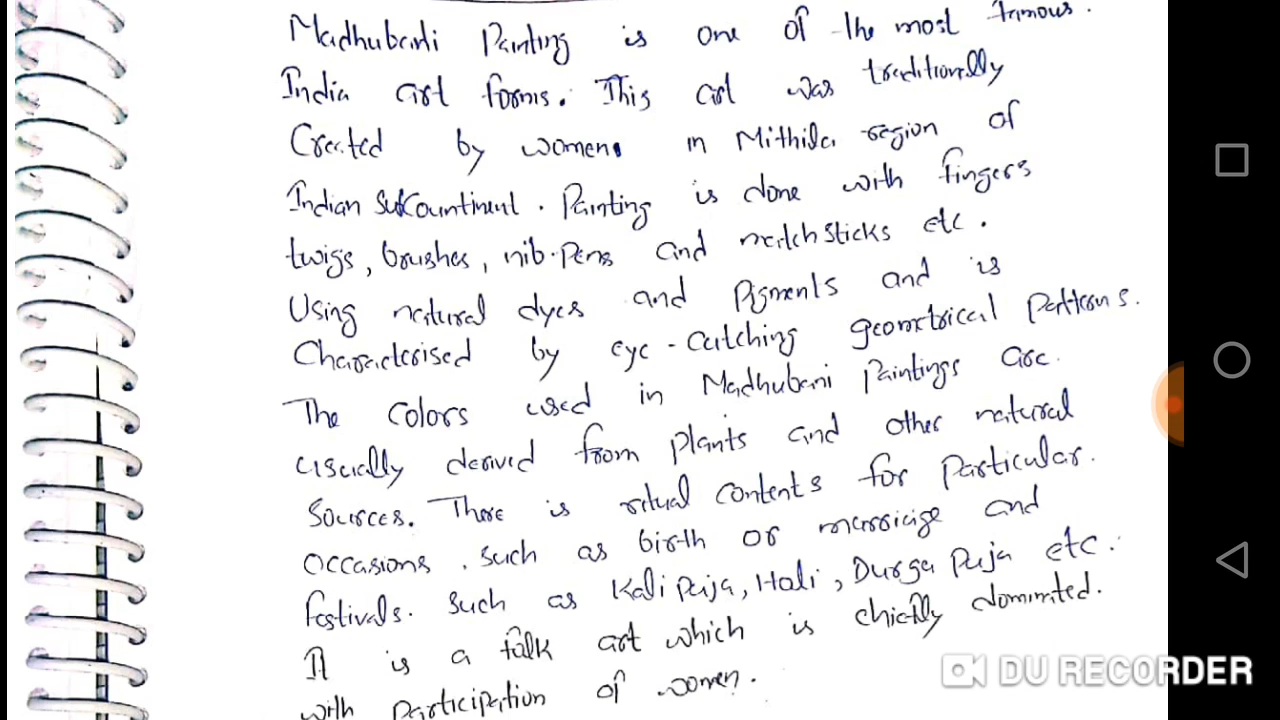 Madhubani Painting is one of the most famous.
India art forms. This art was traditionally
Created by women in Mithila region of
Indian SubCountinent. Painting is done with fingers
twigs, brushes, nib-pens and matchsticks etc.
Using natural dyes and pigments and is
Characterised by eye-catching geometrical patterns.
The colors used in Madhubani Paintings are.
usually derived from plants and other natural
Sources. There is ritual contents for Particular.
occasions. such as birth or marriage and
festivals. Such as Kali Puja, Holi, Durga Puja etc.
It is a folk art which is chiefly dominated.
with participation of women.
DU RECORDER